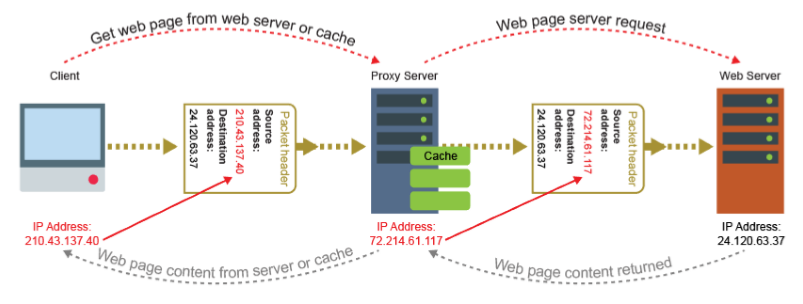 Get web page from web server or cache
Web page server request
Client
Proxy Server
Web Server
Packet header
Source
address:
210.43.137.40
Destination
address:
24.120.63.37
Cache
Packet header
Source
address:
72.214.61.117
Destination
address:
24.120.63.37
IP Address:
210.43.137.40
IP Address:
72.214.61.117
IP Address:
24.120.63.37
Web page content from server or cache
Web page content returned